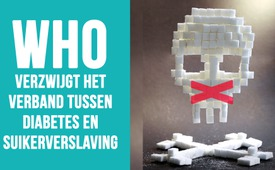 WHO
VERZWIJGT HET
VERBAND TUSSEN
DIABETES EN
SUIKERVERSLAVING